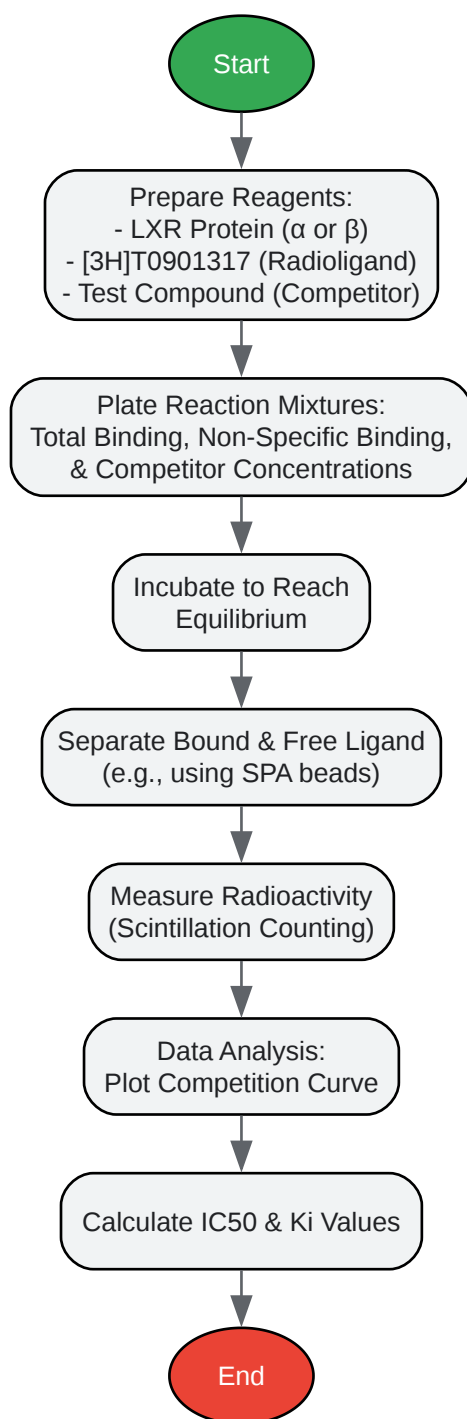 Start
Prepare Reagents:
- LXR Protein (α or β)
- [3H]T0901317 (Radioligand)
- Test Compound (Competitor)
Plate Reaction Mixtures:
Total Binding, Non-Specific Binding,
& Competitor Concentrations
Incubate to Reach
Equilibrium
Separate Bound & Free Ligand
(e.g., using SPA beads)
Measure Radioactivity
(Scintillation Counting)
Data Analysis:
Plot Competition Curve
Calculate IC50 & Ki Values
End